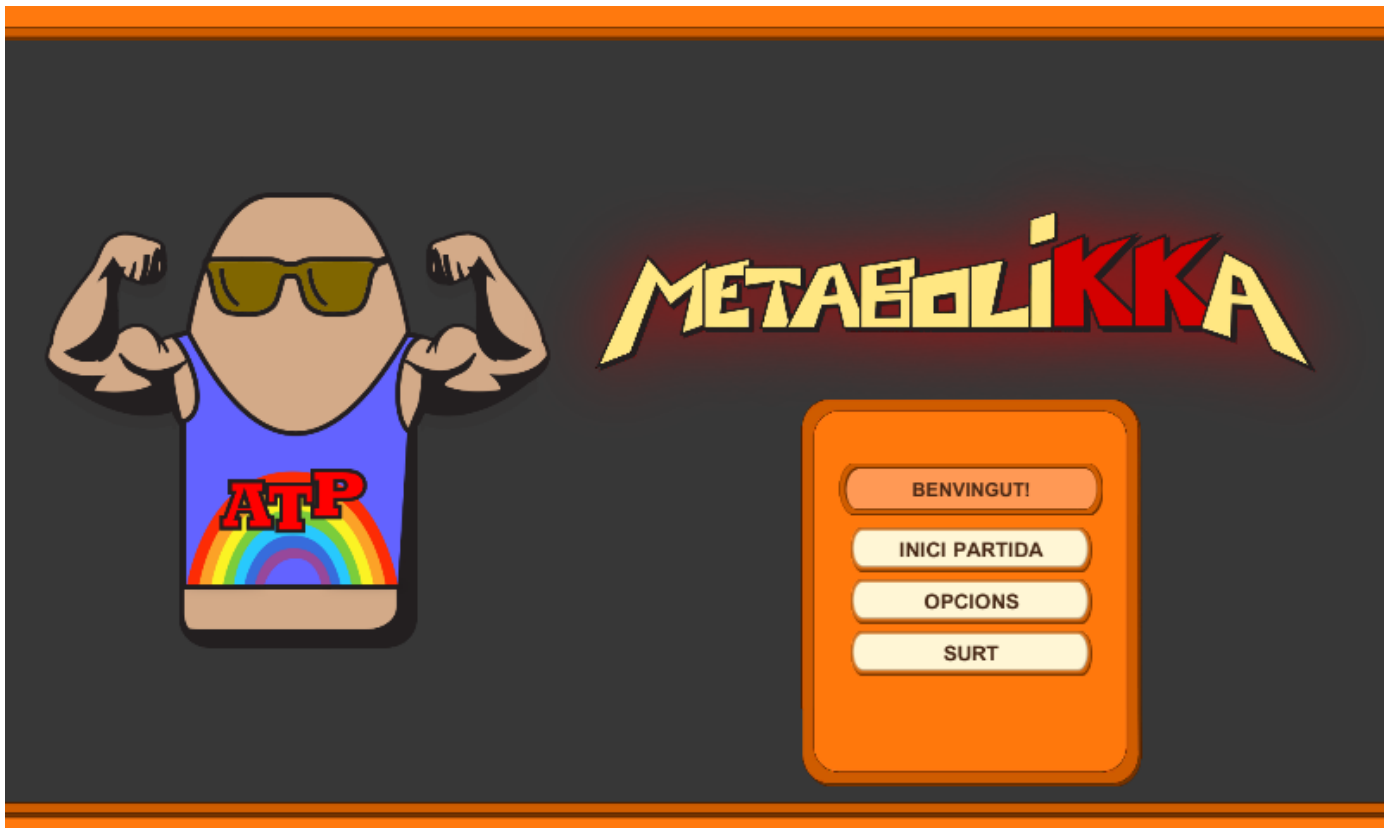 METABOLiKKA
ATP
BENVINGUT!
INICI PARTIDA
OPCIONS
SURT